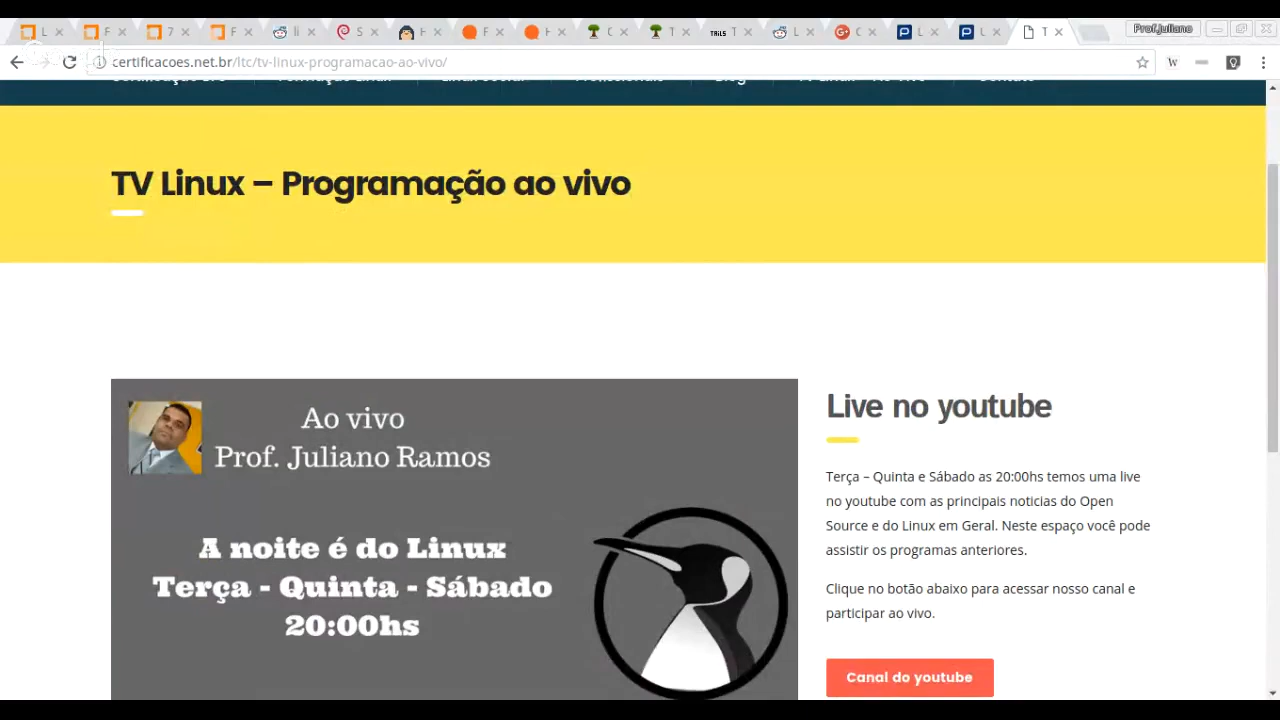 L
F
7
F
li
S
H
F
H
C
T
TAILS T
L
C
L
L
T
Prof.Juliano
certificacoes.net.br/ltc/tv-linux-programacao-ao-vivo/
W
TV Linux – Programação ao vivo
Ao vivo
Prof. Juliano Ramos
A noite é do Linux
Terça - Quinta - Sábado
20:00hs
Live no youtube
Terça – Quinta e Sábado as 20:00hs temos uma live
no youtube com as principais noticias do Open
Source e do Linux em Geral. Neste espaço você pode
assistir os programas anteriores.
Clique no botão abaixo para acessar nosso canal e
participar ao vivo.
Canal do youtube